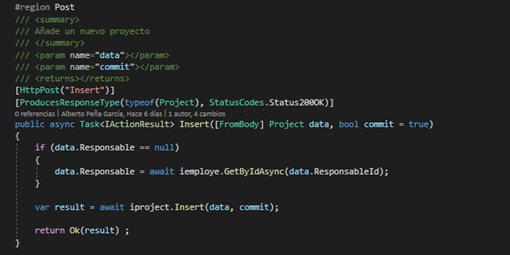 #region Post
/// <summary>
/// Añade un nuevo proyecto
/// </summary>
/// <param name="data"></param>
/// <param name="commit"></param>
/// <returns></returns>
[HttpPost("Insert")]
[ProducesResponseType(typeof(Project), StatusCodes.Status200OK)]
0 referencias | Alberto Peña García, Hace 6 días | 1 autor, 4 cambios
public async Task<IActionResult> Insert([FromBody] Project data, bool commit = true)
{
if (data.Responsable == null)
{
data.Responsable = await iemploye.GetByIdAsync(data.ResponsableId);
}
var result = await iproject.Insert(data, commit);
return Ok(result) ;
}